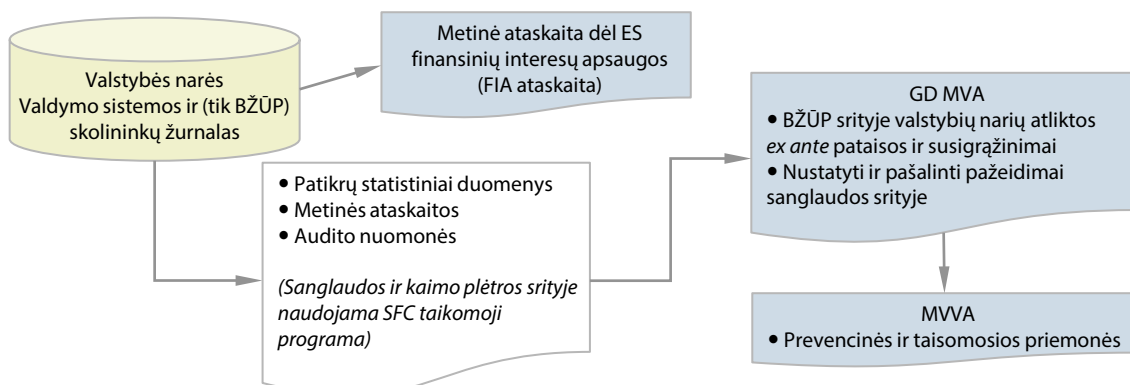 Valstybės narės
Valdymo sistemos ir (tik BŽŪP)
skolininkų žurnalas
Metinė ataskaita dėl ES
finansinių interesų apsaugos
(FIA ataskaita)
• Patikrų statistiniai duomenys
• Metinės ataskaitos
• Audito nuomonės
(Sanglaudos ir kaimo plėtros srityje
naudojama SFC taikomoji
programa)
GD MVA
• BŽŪP srityje valstybių narių atliktos
ex ante pataisos ir susigrąžinimai
• Nustatyti ir pašalinti pažeidimai
sanglaudos srityje
MVVA
• Prevencinės ir taisomosios priemonės